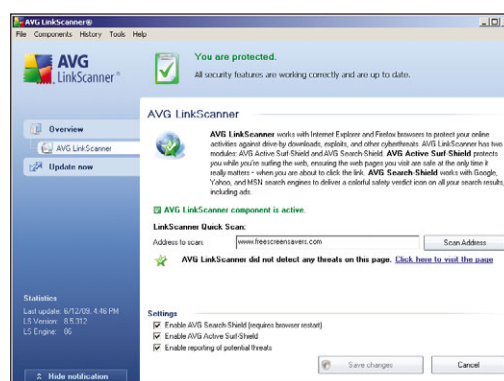 AVG LinkScanner®
File Components History Tools Help
AVG
LinkScanner®
You are protected.
All security features are working correctly and are up to date.
Overview
AVG LinkScanner
Update now
AVG LinkScanner
AVG LinkScanner works with Internet Explorer and Firefox browsers to protect your online
activities against drive by downloads, exploits, and other cyberthreats. AVG LinkScanner has two
modules: AVG Active Surf-Shield and AVG Search-Shield. AVG Active Surf-Shield protects
you while you're surfing the web, ensuring the web pages you visit are safe at the only time it
really matters - when you are about to click the link. AVG Search-Shield works with Google,
Yahoo, and MSN search engines to deliver a colorful safety verdict icon on all your search results,
including ads.
AVG LinkScanner component is active.
LinkScanner Quick Scan:
Address to scan: www.freescreensavers.com Scan Address
AVG LinkScanner did not detect any threats on this page. Click here to visit the page
Statistics
Last update: 6/12/09, 4:46 PM
LS Version: 8.5.312
LS Engine: 86
Settings
Enable AVG Search-Shield (requires browser restart)
Enable AVG Active Surf-Shield
Enable reporting of potential threats
Hide notification
Save changes Cancel